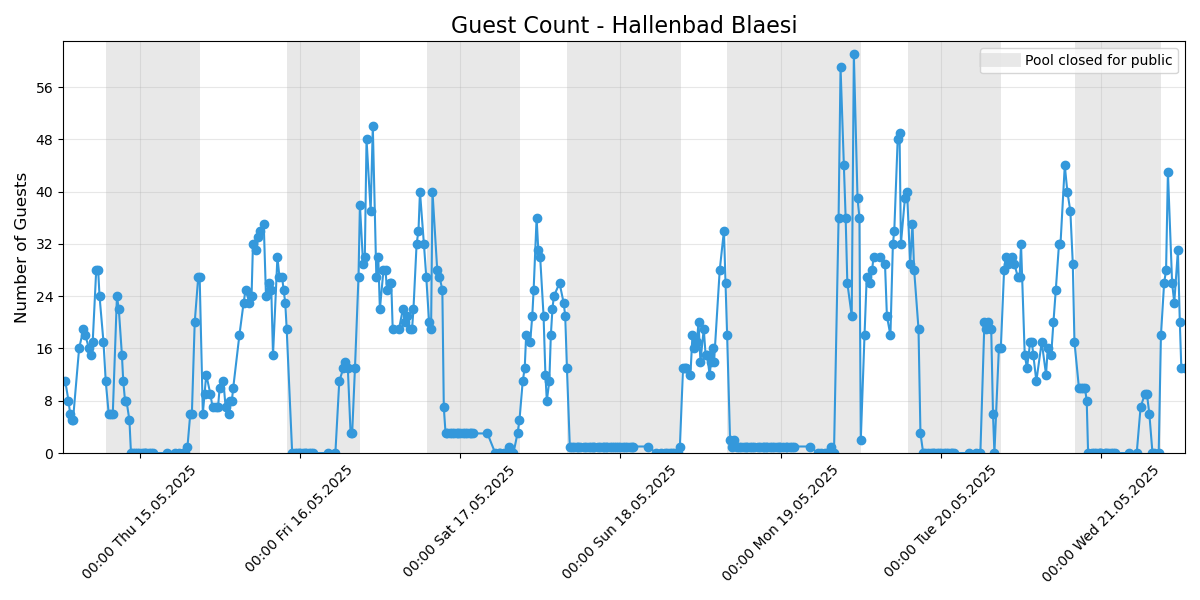 Guest Count - Hallenbad Blaesi
Pool closed for public
Number of Guests
56
48
40
32
24
16
8
0
00:00 Thu 15.05.2025
00:00 Fri 16.05.2025
00:00 Sat 17.05.2025
00:00 Sun 18.05.2025
00:00 Mon 19.05.2025
00:00 Tue 20.05.2025
00:00 Wed 21.05.2025